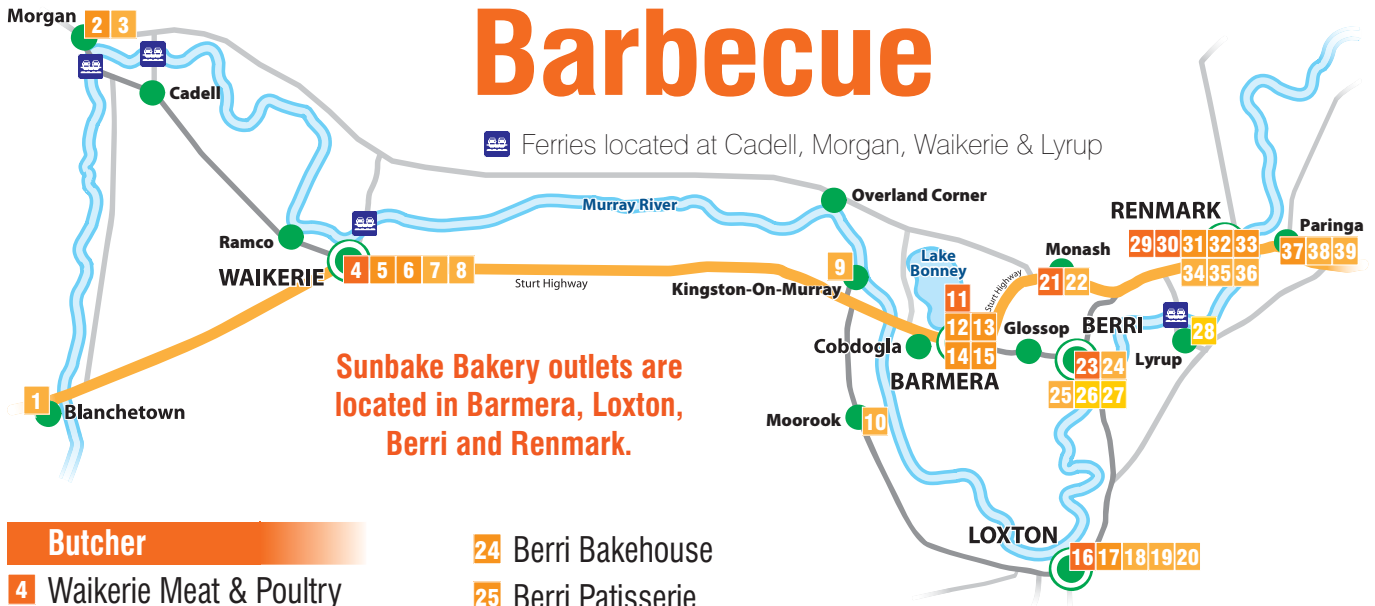 Barbecue
Ferries located at Cadell, Morgan, Waikerie & Lyrup
Morgan
2 3
Cadell
Overland Corner
Murray River
RENMARK
Paringa
29 30 31 32 33
34 35 36
37 38 39
Ramco
WAIKERIE
4 5 6 7 8
Sturt Highway
9
Kingston-On-Murray
Lake
Bonney
Sturt Highway
Monash
21 22
11
12 13
14 15
Glossop
BERRI
28
Lyrup
Cobdogla
BARMERA
23 24
25 26 27
1
Blanchetown
Sunbake Bakery outlets are
located in Barmera, Loxton,
Berri and Renmark.
Moorook
10
LOXTON
16 17 18 19 20
Butcher
4 Waikerie Meat & Poultry
24 Berri Bakehouse
25 Berri Patisserie